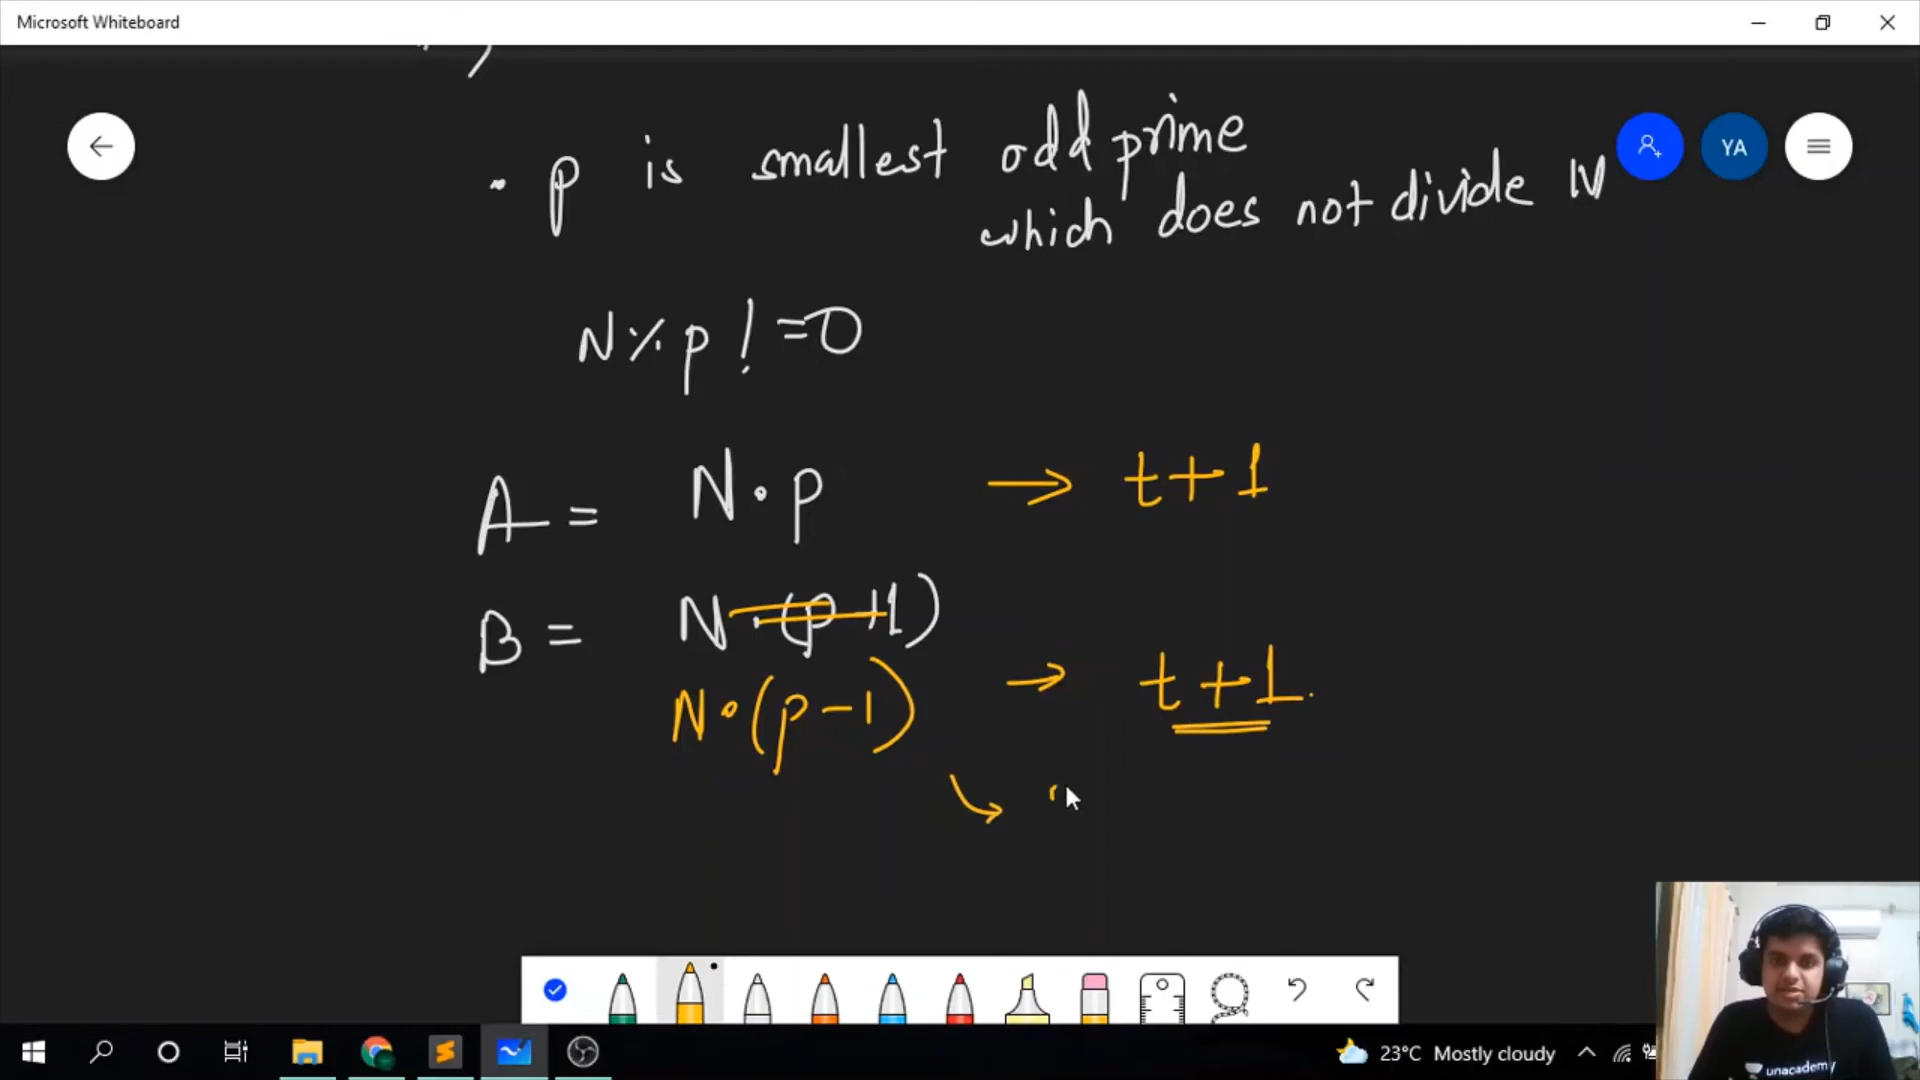 Microsoft Whiteboard
• p is smallest odd prime
which does not divide N
YA
N % p != 0
A = N • p → t+1
B = N • (p+1)
N • (p-1) → t+1.
23°C Mostly cloudy
unacademy